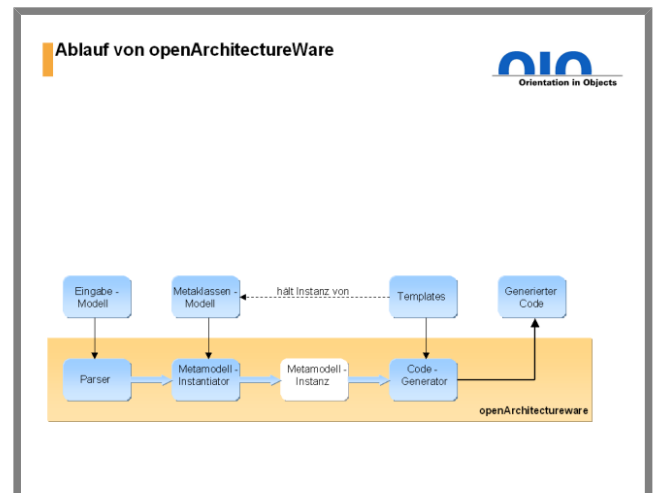 Ablauf von openArchitectureWare
OIO
Orientation in Objects
Eingabe -
Modell
Metaklassen -
Modell
hält Instanz von
Templates
Generierter
Code
Parser
Metamodell -
Instantiator
Metamodell -
Instanz
Code -
Generator
openArchitectureware